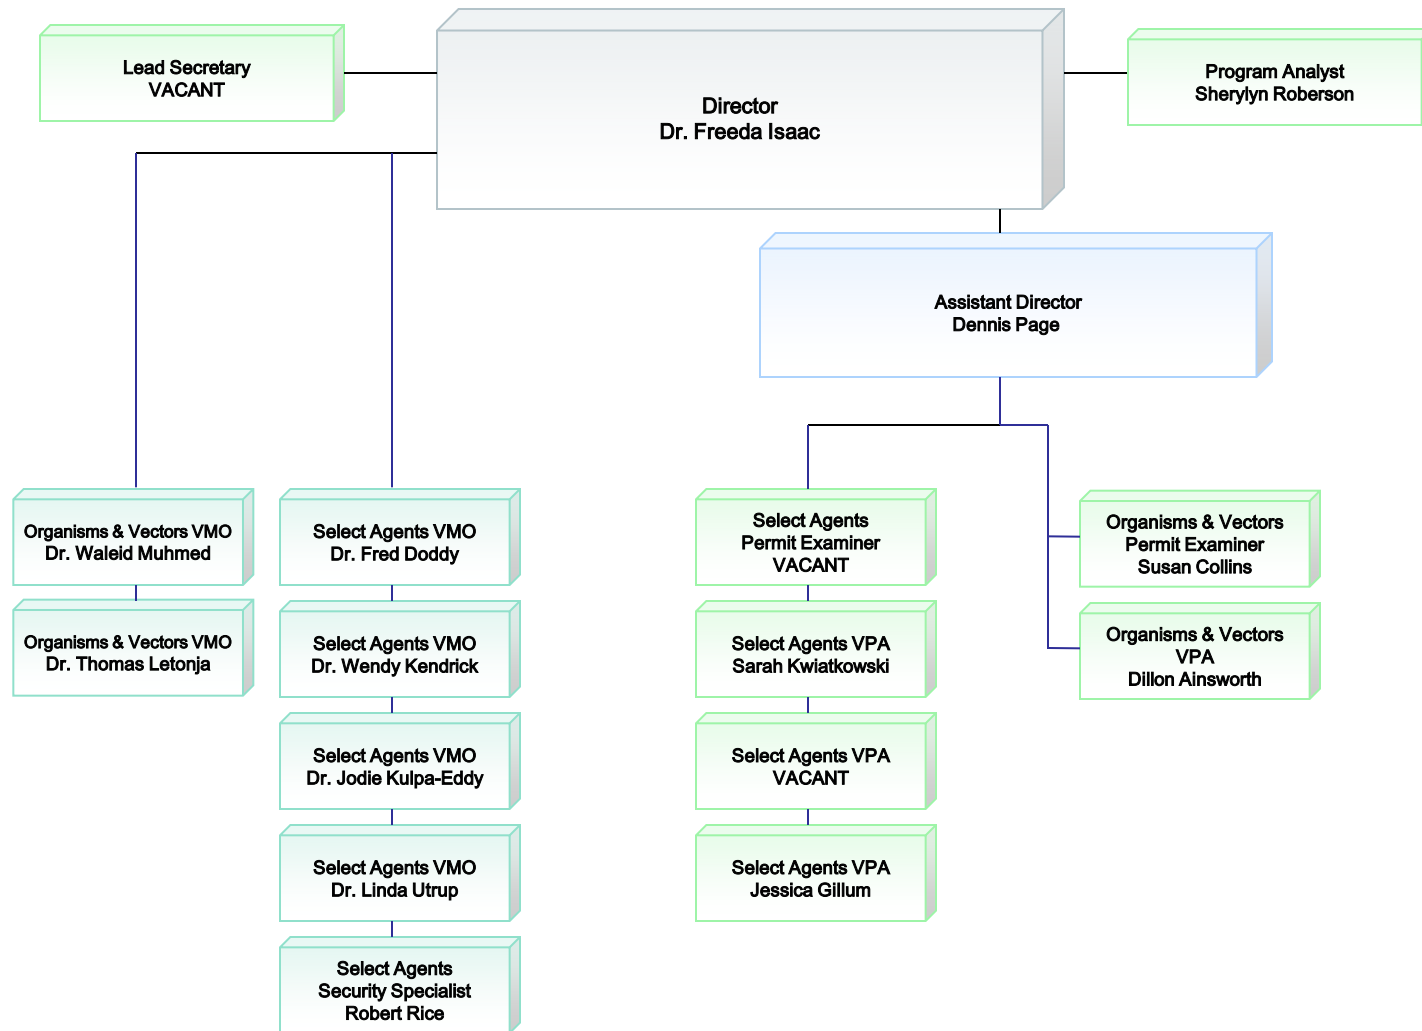 Lead Secretary
VACANT
Director
Dr. Freeda Isaac
Program Analyst
Sherylyn Roberson
Assistant Director
Dennis Page
Organisms & Vectors VMO
Dr. Waleid Muhmed
Organisms & Vectors VMO
Dr. Thomas Letonja
Select Agents VMO
Dr. Fred Doddy
Select Agents VMO
Dr. Wendy Kendrick
Select Agents VMO
Dr. Jodie Kulpa-Eddy
Select Agents VMO
Dr. Linda Utrup
Select Agents
Security Specialist
Robert Rice
Select Agents
Permit Examiner
VACANT
Select Agents VPA
Sarah Kwiatkowski
Select Agents VPA
VACANT
Select Agents VPA
Jessica Gillum
Organisms & Vectors
Permit Examiner
Susan Collins
Organisms & Vectors
VPA
Dillon Ainsworth